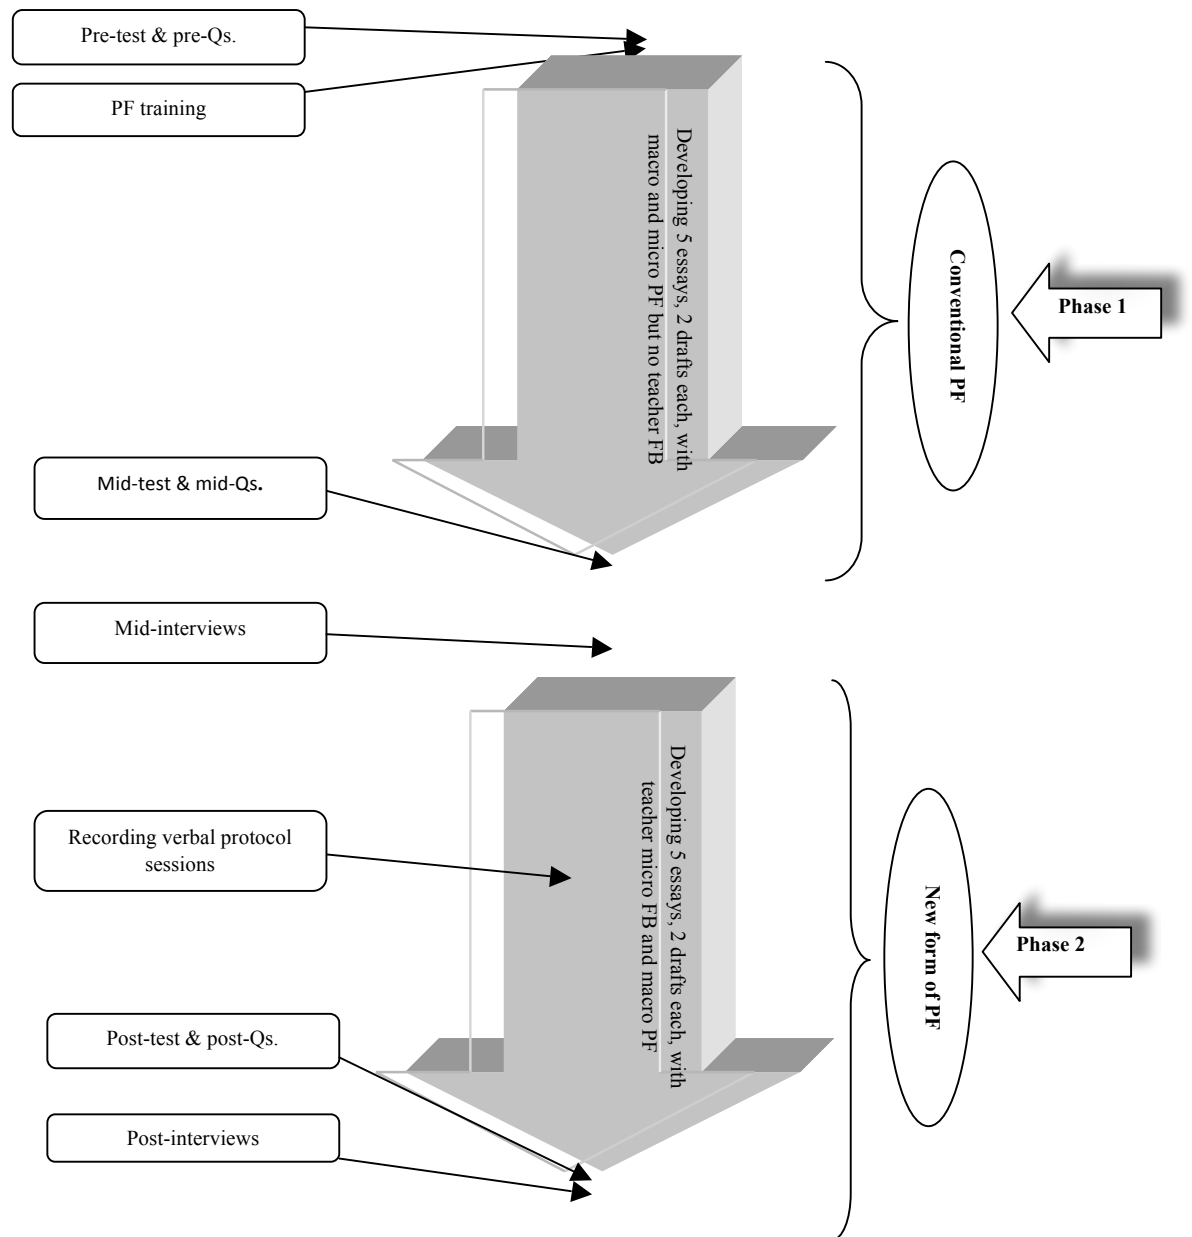 Pre-test & pre-Qs.
PF training
Developing 5 essays, 2 drafts each, with
macro and micro PF but no teacher FB
Conventional PF
Phase 1
Mid-test & mid-Qs.
Mid-interviews
Developing 5 essays, 2 drafts each, with
teacher micro FB and macro PF
Recording verbal protocol
sessions
New form of PF
Phase 2
Post-test & post-Qs.
Post-interviews